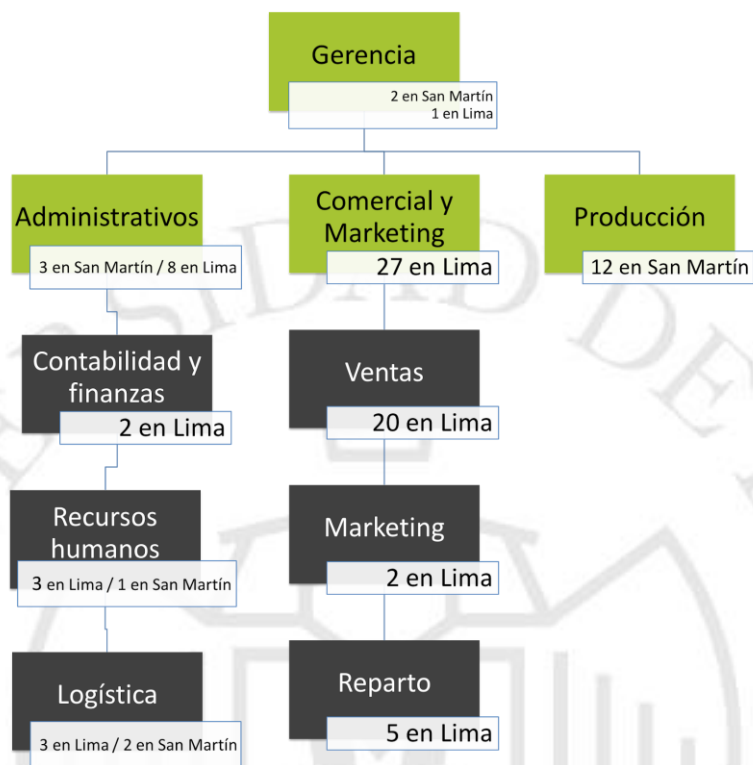 Gerencia
2 en San Martín
1 en Lima
Administrativos
3 en San Martín / 8 en Lima
Comercial y
Marketing
27 en Lima
Producción
12 en San Martín
Contabilidad y
finanzas
2 en Lima
Ventas
20 en Lima
Recursos
humanos
3 en Lima / 1 en San Martín
Marketing
2 en Lima
Logística
3 en Lima / 2 en San Martín
Reparto
5 en Lima